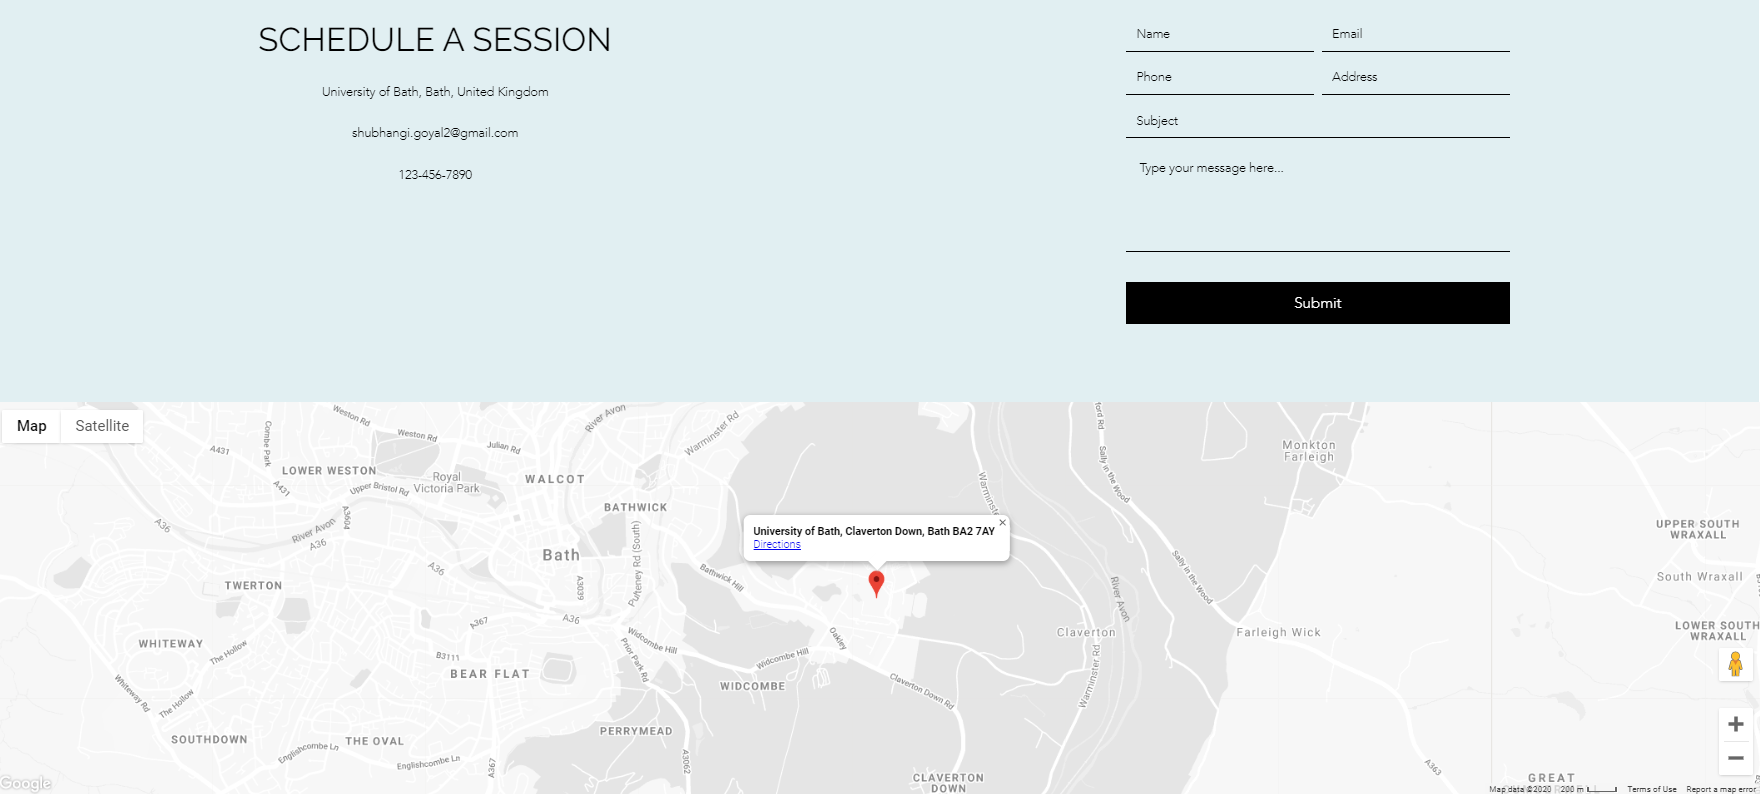 SCHEDULE A SESSION
University of Bath, Bath, United Kingdom
shubhangi.goyal2@gmail.com
123-456-7890
Name
Email
Phone
Address
Subject
Type your message here...
Submit
Map
Satellite
Weston Rd
River Avon
ford Rd
Combe Park
A431
Weston Rd
Julian Rd
Warminster Rd
Sally in the Wood
Monkton
Farleigh
LOWER WESTON
A431
Royal
Victoria Park
WALCOT
Upper Bristol Rd
A3604
BATHWICK
Warminster
A36
River Avon
A36
UPPER SOUTH
WRAXALL
University of Bath, Claverton Down, Bath BA2 7AY
Directions
Bath
Pulteney Rd (South)
Sally in the Wood
A36
TWERTON
A3039
Bathwick Hill
River Avon
South Wraxall
A367
A36
Oakley
Claverton
Farleigh Wick
LOWER SOUTH
WRAXALL
WHITEWAY
The Hollow
B3111
Widcombe Hill
Prior Park Rd
Widcombe Hill
Warminster Rd
BEAR FLAT
WIDCOMBE
Claverton Down Rd
Whiteway Rd
The Hollow
PERRYMEAD
SOUTHDOWN
Englishcombe Ln
THE OVAL
Englishcombe Ln
A367
A3062
A363
CLAVERTON
DOWN
GREAT
Google
Map data ©2020
200 m
Terms of Use
Report a map error